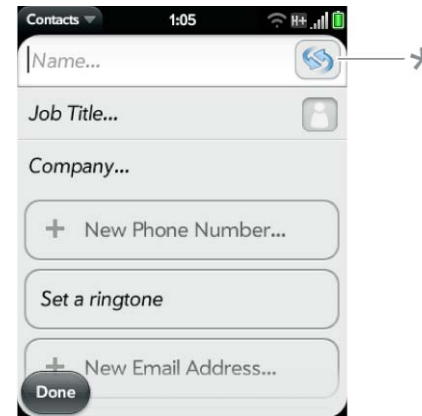 Contacts 1:05 H+
Name...
Job Title...
Company...
+ New Phone Number...
Set a ringtone
+ New Email Address...
Done